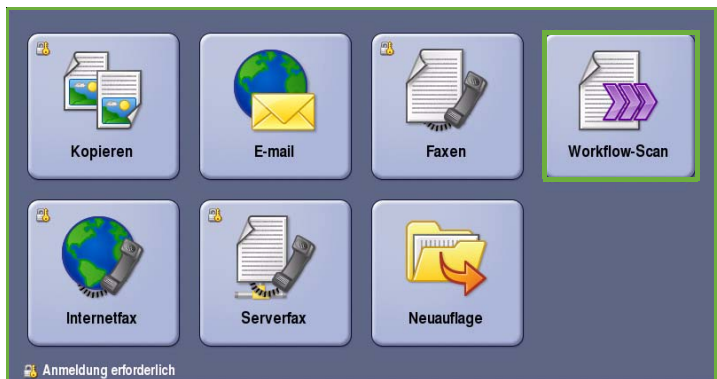 Kopieren
E-mail
Faxen
Workflow-Scan
Internetfax
Serverfax
Neuauflage
Anmeldung erforderlich